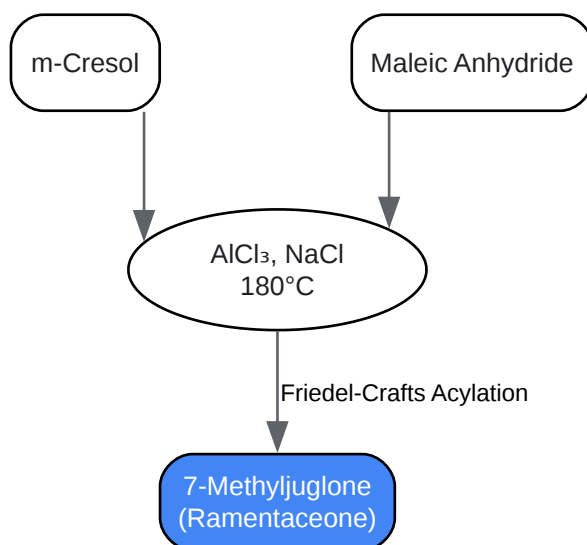 m-Cresol
Maleic Anhydride
AlCl₃, NaCl
180°C
Friedel-Crafts Acylation
7-Methyljuglone
(Ramentaceone)